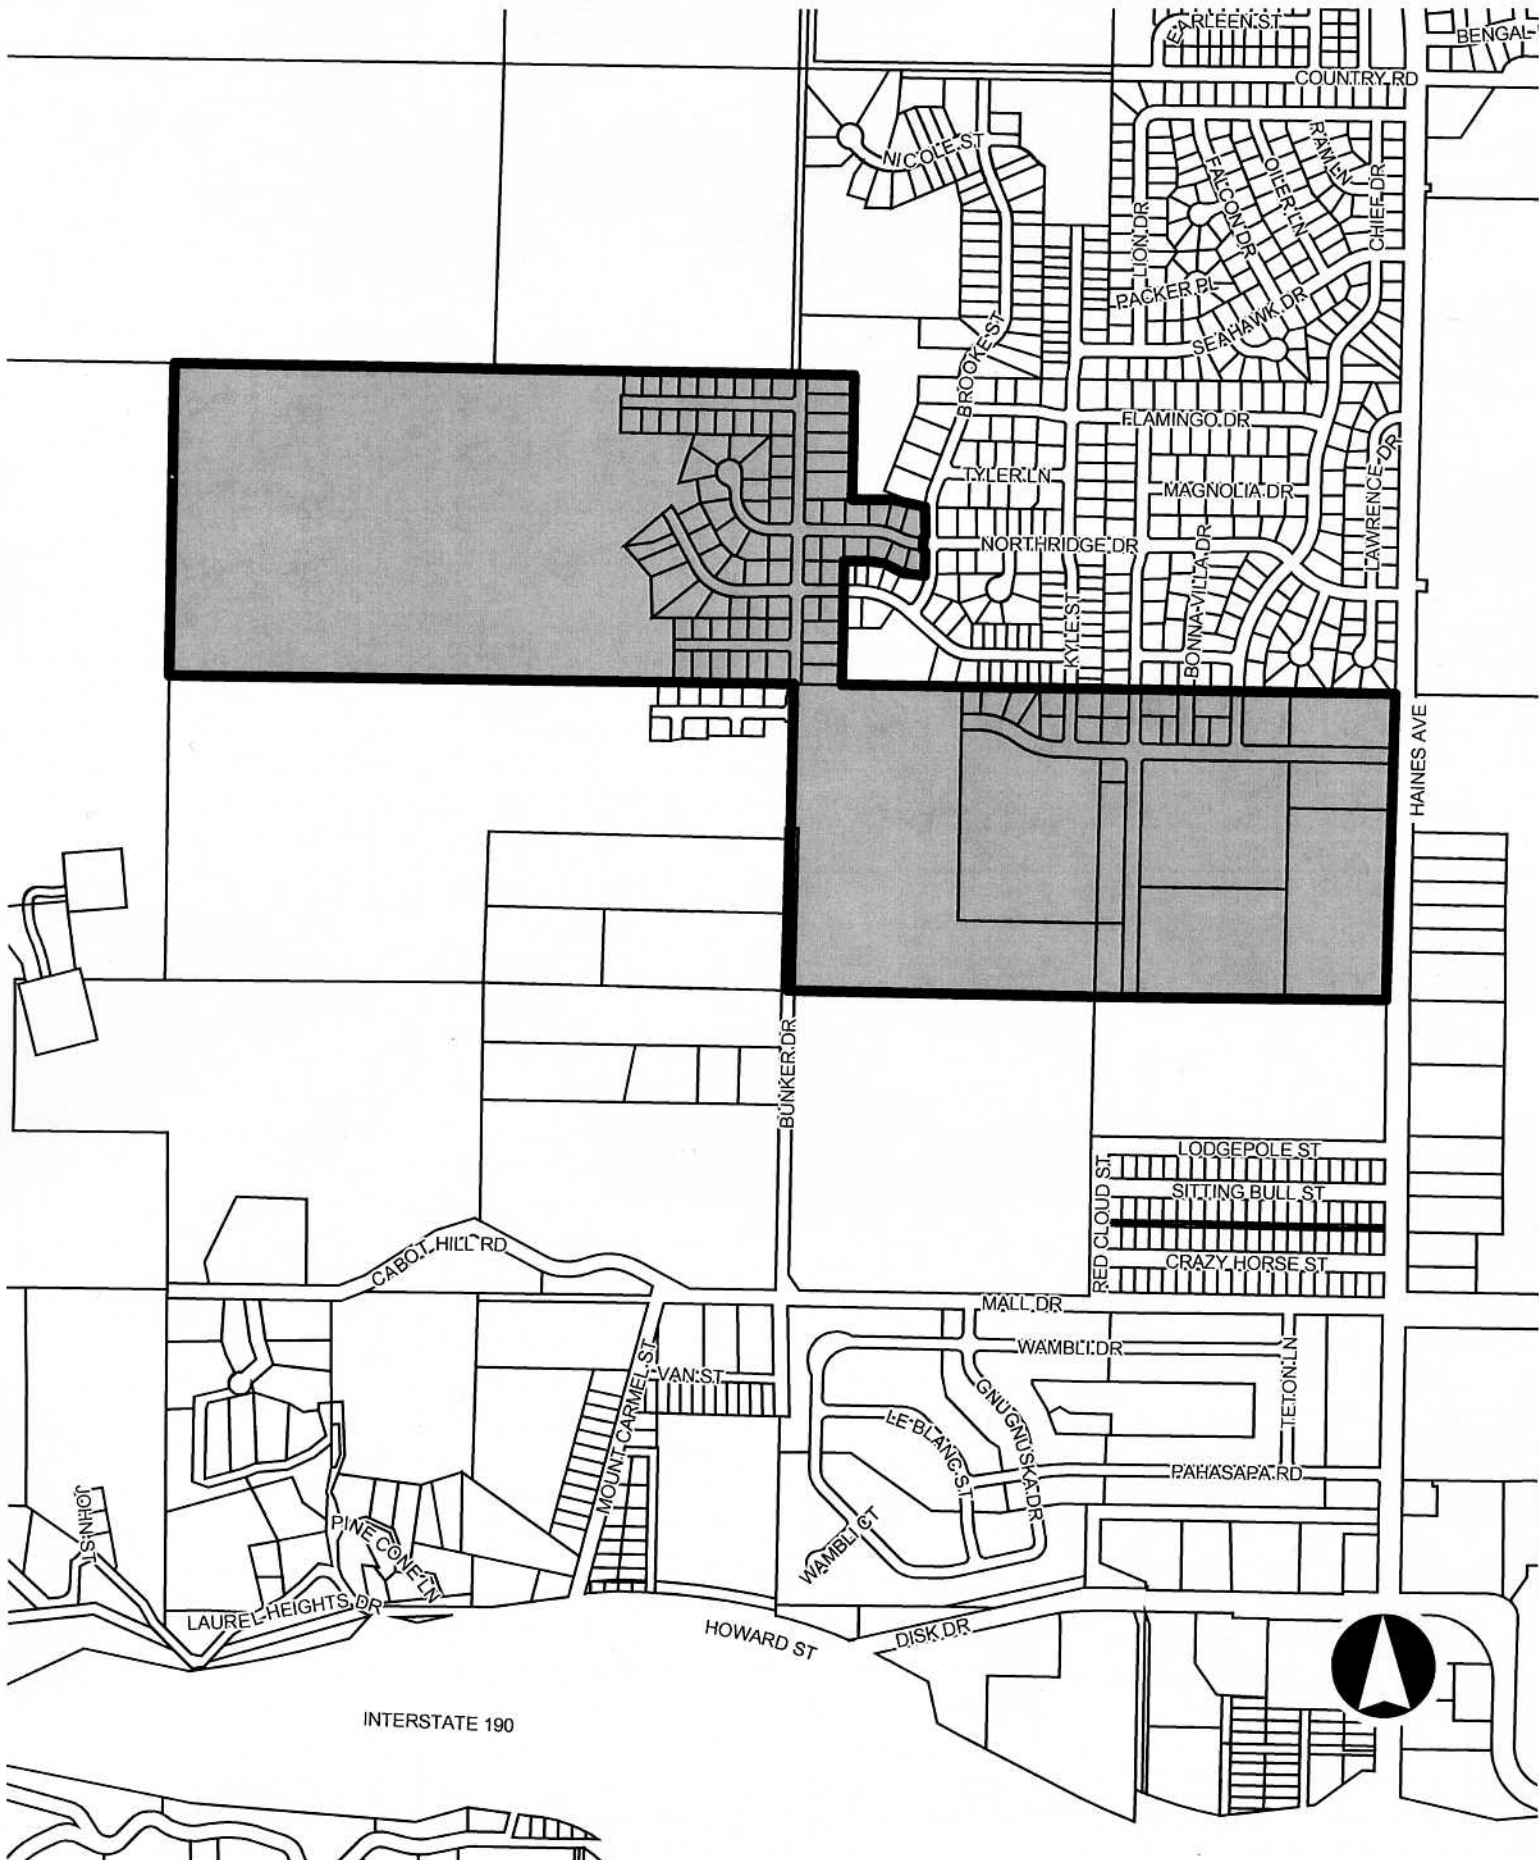 EARLEEN ST
BENGAL
COUNTRY RD
NICOLE ST
RAM LN
OILER LN
FALCON DR
CHIEF DR
LION DR
PACKER PL
SEAHAWK DR
BROOKE ST
FLAMINGO DR
LAWRENCE DR
TYLER LN
MAGNOLIA DR
NORTHRIDGE DR
BONNA VILLA DR
KYLE ST
HAINES AVE
BUNKER DR
LODGEPOLE ST
RED CLOUD ST
SITTING BULL ST
CABOT HILL RD
CRAZY HORSE ST
MALL DR
WAMBLI DR
TETON LN
MOUNT CARMEL ST
VAN ST
GNUGNUSKA DR
LE BLANC ST
PAHASAPA RD
JOHN ST
PINE CONE LN
WAMBLI CT
LAUREL HEIGHTS DR
HOWARD ST
DISK DR
INTERSTATE 190